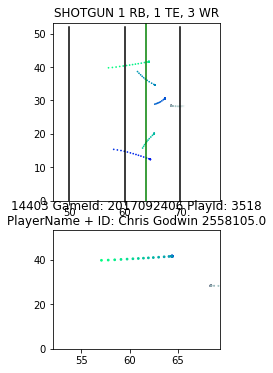 SHOTGUN 1 RB, 1 TE, 3 WR
50
40
30
20
10
0
50 60 70
14403 GameId: 2017092406 PlayId: 3518
PlayerName + ID: Chris Godwin 2558105.0
40
20
0
55 60 65